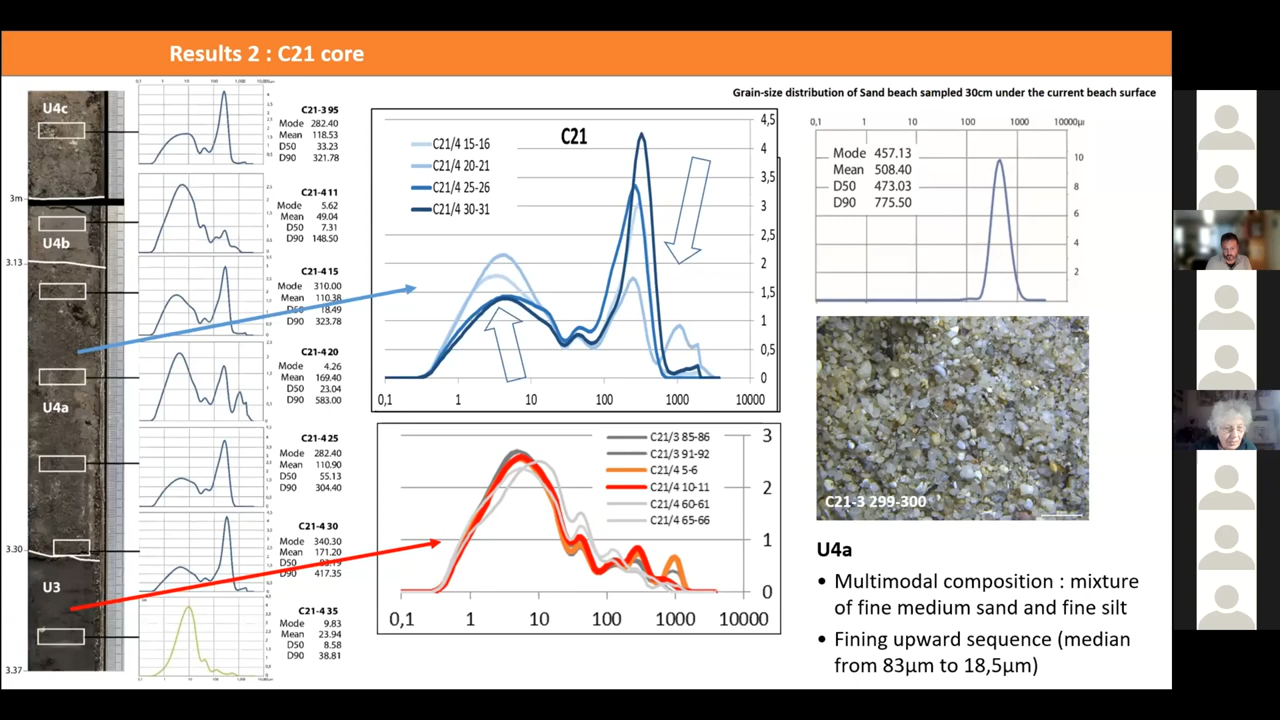 Results 2 : C21 core
Grain-size distribution of Sand beach sampled 30cm under the current beach surface
U4c
3m
U4b
3.13
U4a
3.30
U3
3.37
C21-3 95
Mode 282.40
Mean 118.53
D50 33.23
D90 321.78
C21-4 11
Mode 5.62
Mean 49.04
D50 7.31
D90 148.50
C21-4 15
Mode 310.00
Mean 110.38
D50 18.49
D90 323.78
C21-4 20
Mode 4.26
Mean 169.40
D50 23.04
D90 583.00
C21-4 25
Mode 282.40
Mean 110.90
D50 55.13
D90 304.40
C21-4 30
Mode 340.30
Mean 171.20
D90 417.35
C21-4 35
Mode 9.83
Mean 23.94
D50 8.58
D90 38.81
C21
C21/4 15-16
C21/4 20-21
C21/4 25-26
C21/4 30-31
4,5
4
3,5
3
2,5
2
1,5
1
0,5
0
0,1 1 10 100 1000 10000
C21/3 85-86
C21/3 91-92
C21/4 5-6
C21/4 10-11
C21/4 60-61
C21/4 65-66
3
2
1
0
0,1 1 10 100 1000 10000
0,1 1 10 100 1000 10000µ
Mode 457.13
Mean 508.40
D50 473.03
D90 775.50
10
8
6
4
2
C21-3 299-300
U4a
• Multimodal composition : mixture
of fine medium sand and fine silt
• Fining upward sequence (median
from 83µm to 18,5µm)